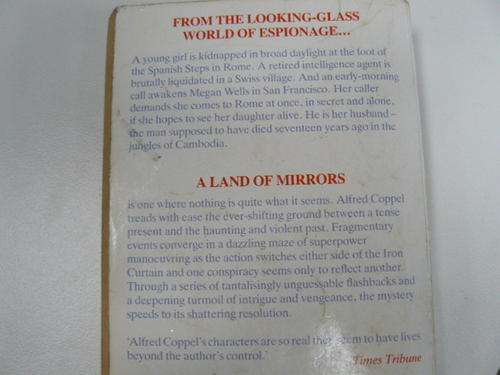 FROM THE LOOKING-GLASS
WORLD OF ESPIONAGE...
A young girl is kidnapped in broad daylight at the foot of
the Spanish Steps in Rome. A retired intelligence agent is
brutally liquidated in a Swiss village. And an early-morning
call awakens Megan Wells in San Francisco. Her caller
demands she comes to Rome at once, in secret and alone,
if she hopes to see her daughter alive. He is her husband –
the man supposed to have died seventeen years ago in the
jungles of Cambodia.
A LAND OF MIRRORS
is one where nothing is quite what it seems. Alfred Coppel
treads with ease the ever-shifting ground between a tense
present and the haunting and violent past. Fragmentary
events converge in a dazzling maze of superpower
manoeuvring as the action switches either side of the Iron
Curtain and one conspiracy seems only to reflect another.
Through a series of tantalisingly unguessable flashbacks and
a deepening turmoil of intrigue and vengeance, the mystery
speeds to its shattering resolution.
'Alfred Coppel's characters are so real they seem to have lives
beyond the author's control.'
Times Tribune